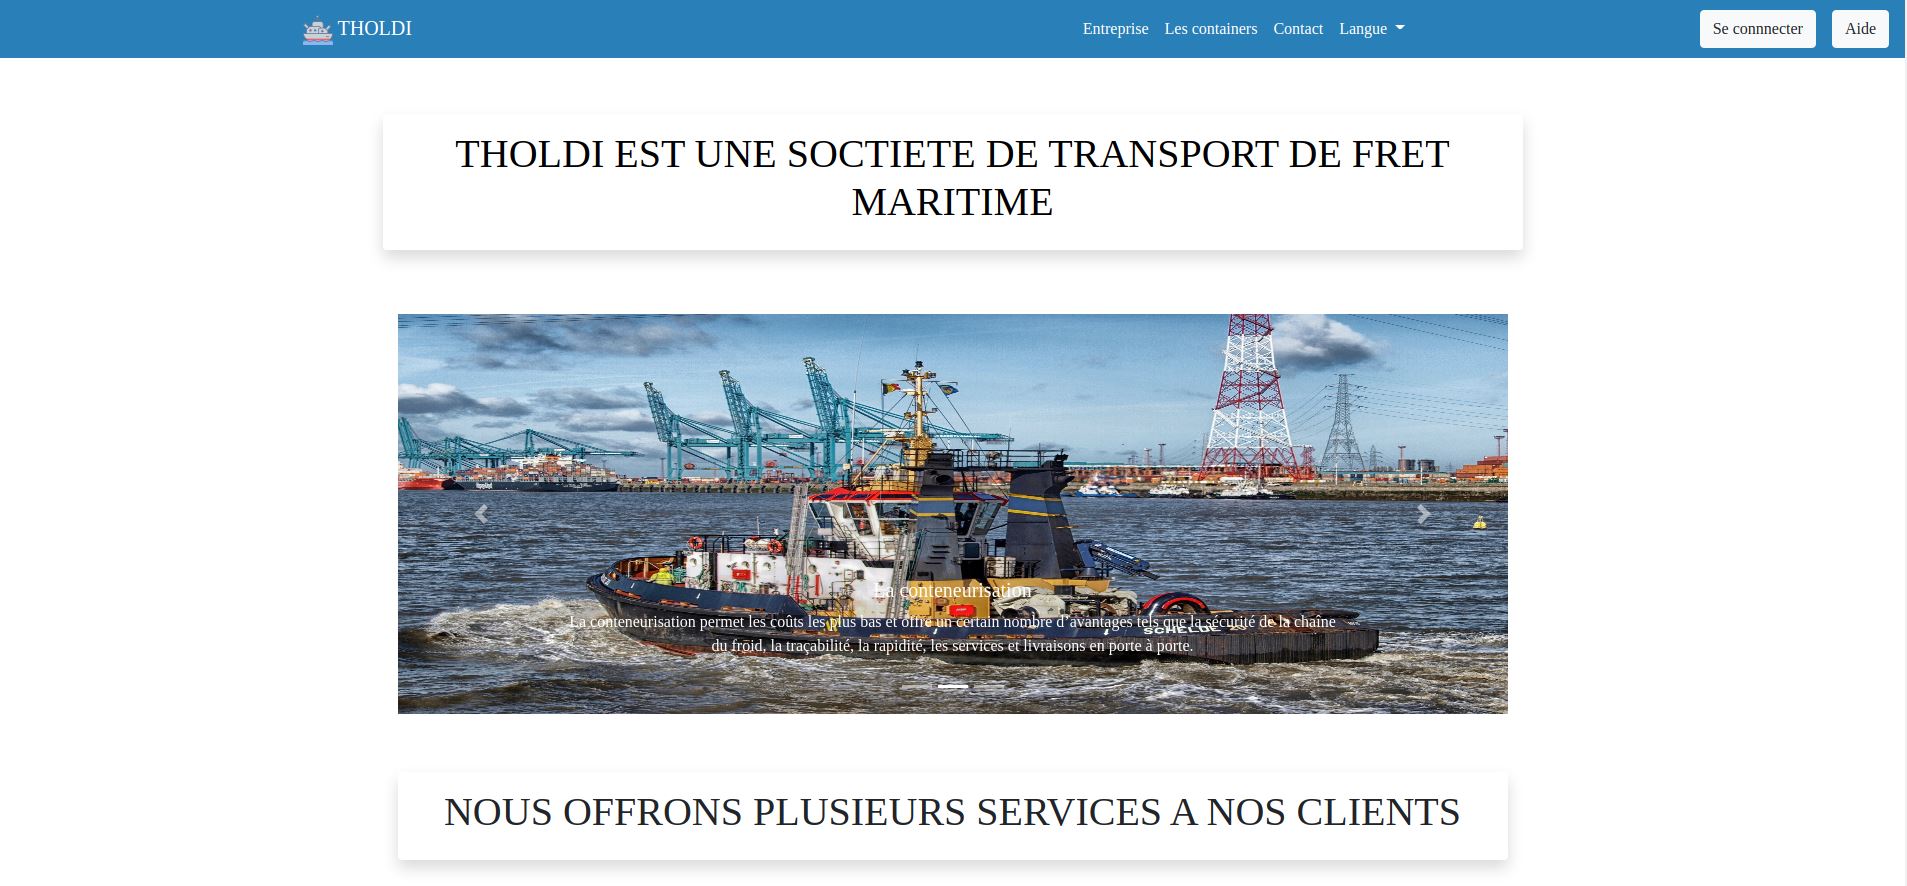 THOLDI
Entreprise Les containers Contact Langue
Se connnecter Aide
THOLDI EST UNE SOCTIETE DE TRANSPORT DE FRET
MARITIME
La conteneurisation
La conteneurisation permet les coûts les plus bas et offre un certain nombre d’avantages tels que la sécurité de la chaîne
du froid, la traçabilité, la rapidité, les services et livraisons en porte à porte.
SCHELDE
NOUS OFFRONS PLUSIEURS SERVICES A NOS CLIENTS